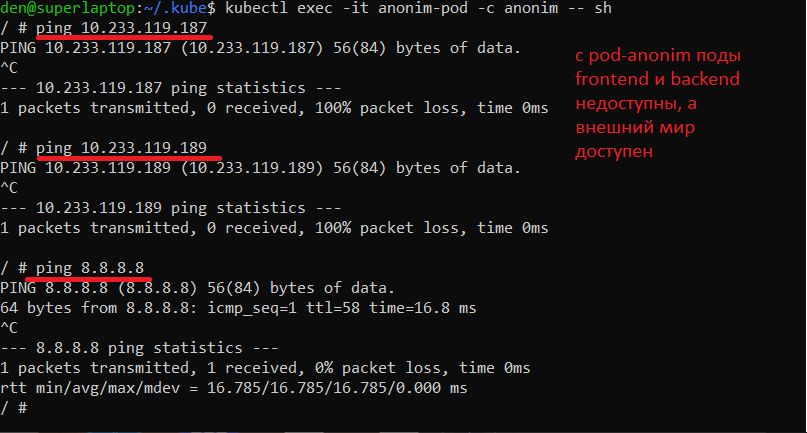 den@superlaptop:~/.kube$ kubectl exec -it anonim-pod -c anonim -- sh
/ # ping 10.233.119.187
PING 10.233.119.187 (10.233.119.187) 56(84) bytes of data.
^C
--- 10.233.119.187 ping statistics ---
1 packets transmitted, 0 received, 100% packet loss, time 0ms
/ # ping 10.233.119.189
PING 10.233.119.189 (10.233.119.189) 56(84) bytes of data.
^C
--- 10.233.119.189 ping statistics ---
1 packets transmitted, 0 received, 100% packet loss, time 0ms
/ # ping 8.8.8.8
PING 8.8.8.8 (8.8.8.8) 56(84) bytes of data.
64 bytes from 8.8.8.8: icmp_seq=1 ttl=58 time=16.8 ms
^C
--- 8.8.8.8 ping statistics ---
1 packets transmitted, 1 received, 0% packet loss, time 0ms
rtt min/avg/max/mdev = 16.785/16.785/16.785/0.000 ms
/ #
с pod-anonim поды
frontend и backend
недоступны, а
внешний мир
доступен